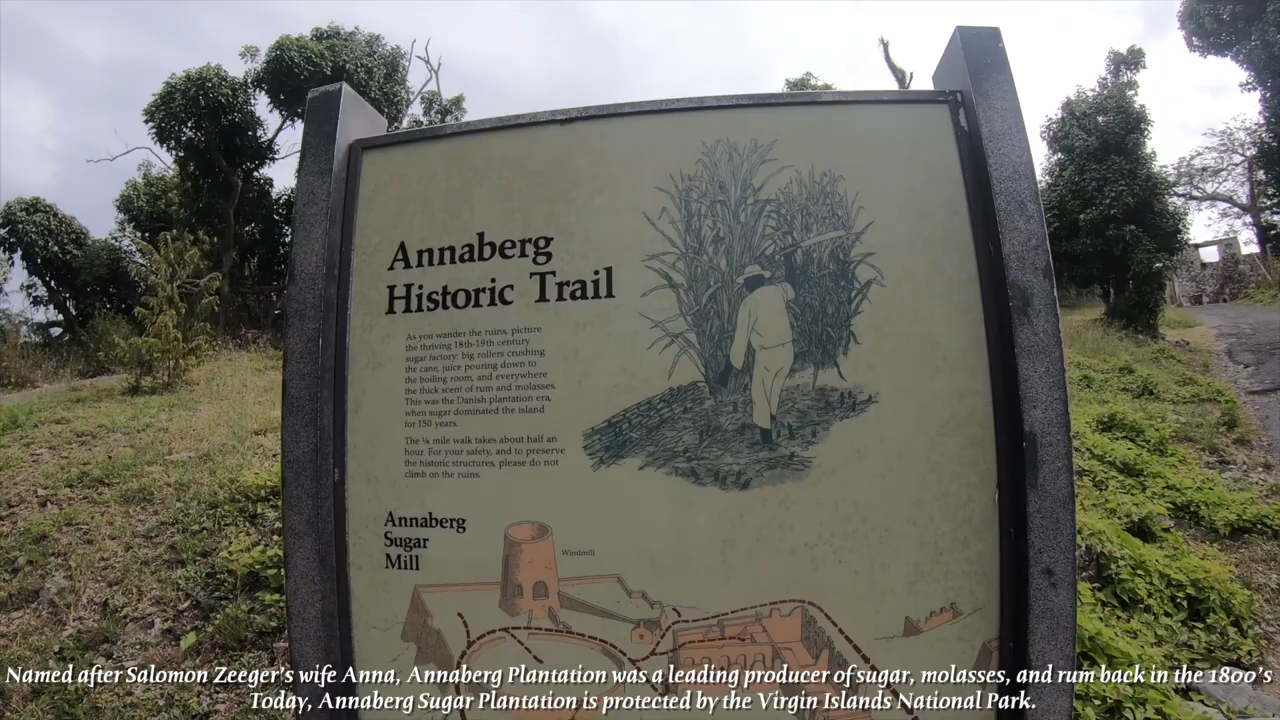 Annaberg
Historic Trail
As you wander the ruins, picture
the thriving 18th-19th century
sugar factory: big rollers crushing
the cane, juice pouring down to
the boiling room, and everywhere
the thick scent of rum and molasses.
This was the Danish plantation era,
when sugar dominated the island
for 150 years.
The ¼ mile walk takes about half an
hour. For your safety, and to preserve
the historic structures, please do not
climb on the ruins.
Annaberg
Sugar
Mill
Windmill
Named after Salomon Zeeger's wife Anna, Annaberg Plantation was a leading producer of sugar, molasses, and rum back in the 1800's
Today, Annaberg Sugar Plantation is protected by the Virgin Islands National Park.